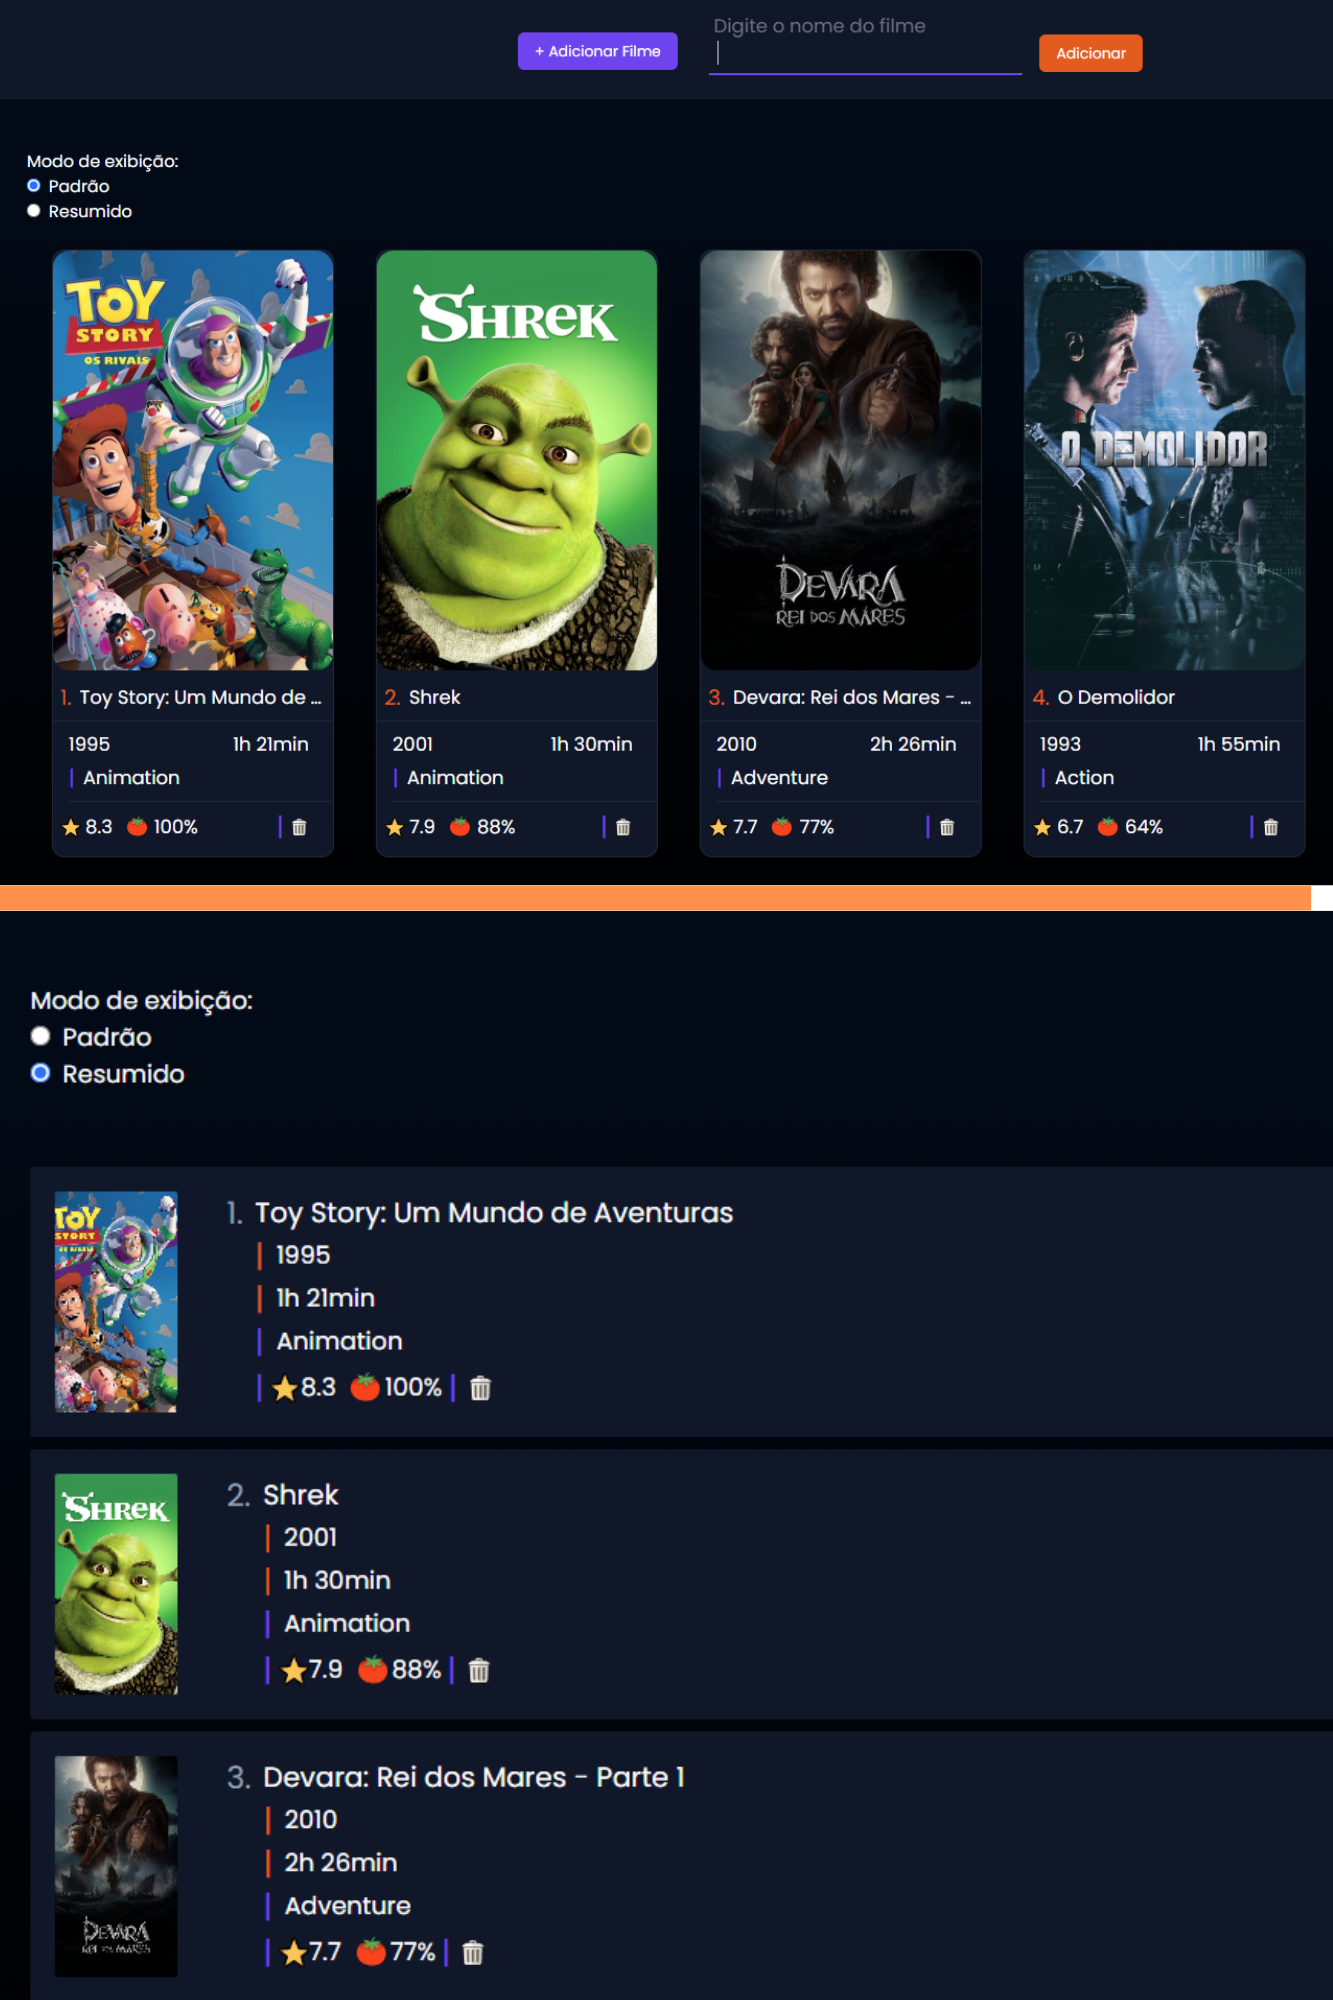 Digite o nome do filme
+ Adicionar Filme
Adicionar
Modo de exibição:
Padrão
Resumido
TOY
STORY
OS RIVAIS
SHREK
DEVARA
REI DOS MARES
O DEMOLIDOR
1. Toy Story: Um Mundo de ...
1995 1h 21min
Animation
8.3 100%
2. Shrek
2001 1h 30min
Animation
7.9 88%
3. Devara: Rei dos Mares - ...
2010 2h 26min
Adventure
7.7 77%
4. O Demolidor
1993 1h 55min
Action
6.7 64%
Modo de exibição:
Padrão
Resumido
TOY
STORY
OS RIVAIS
1. Toy Story: Um Mundo de Aventuras
1995
1h 21min
Animation
8.3 100%
SHREK
2. Shrek
2001
1h 30min
Animation
7.9 88%
DEVARA
REI DOS MARES
3. Devara: Rei dos Mares - Parte 1
2010
2h 26min
Adventure
7.7 77%